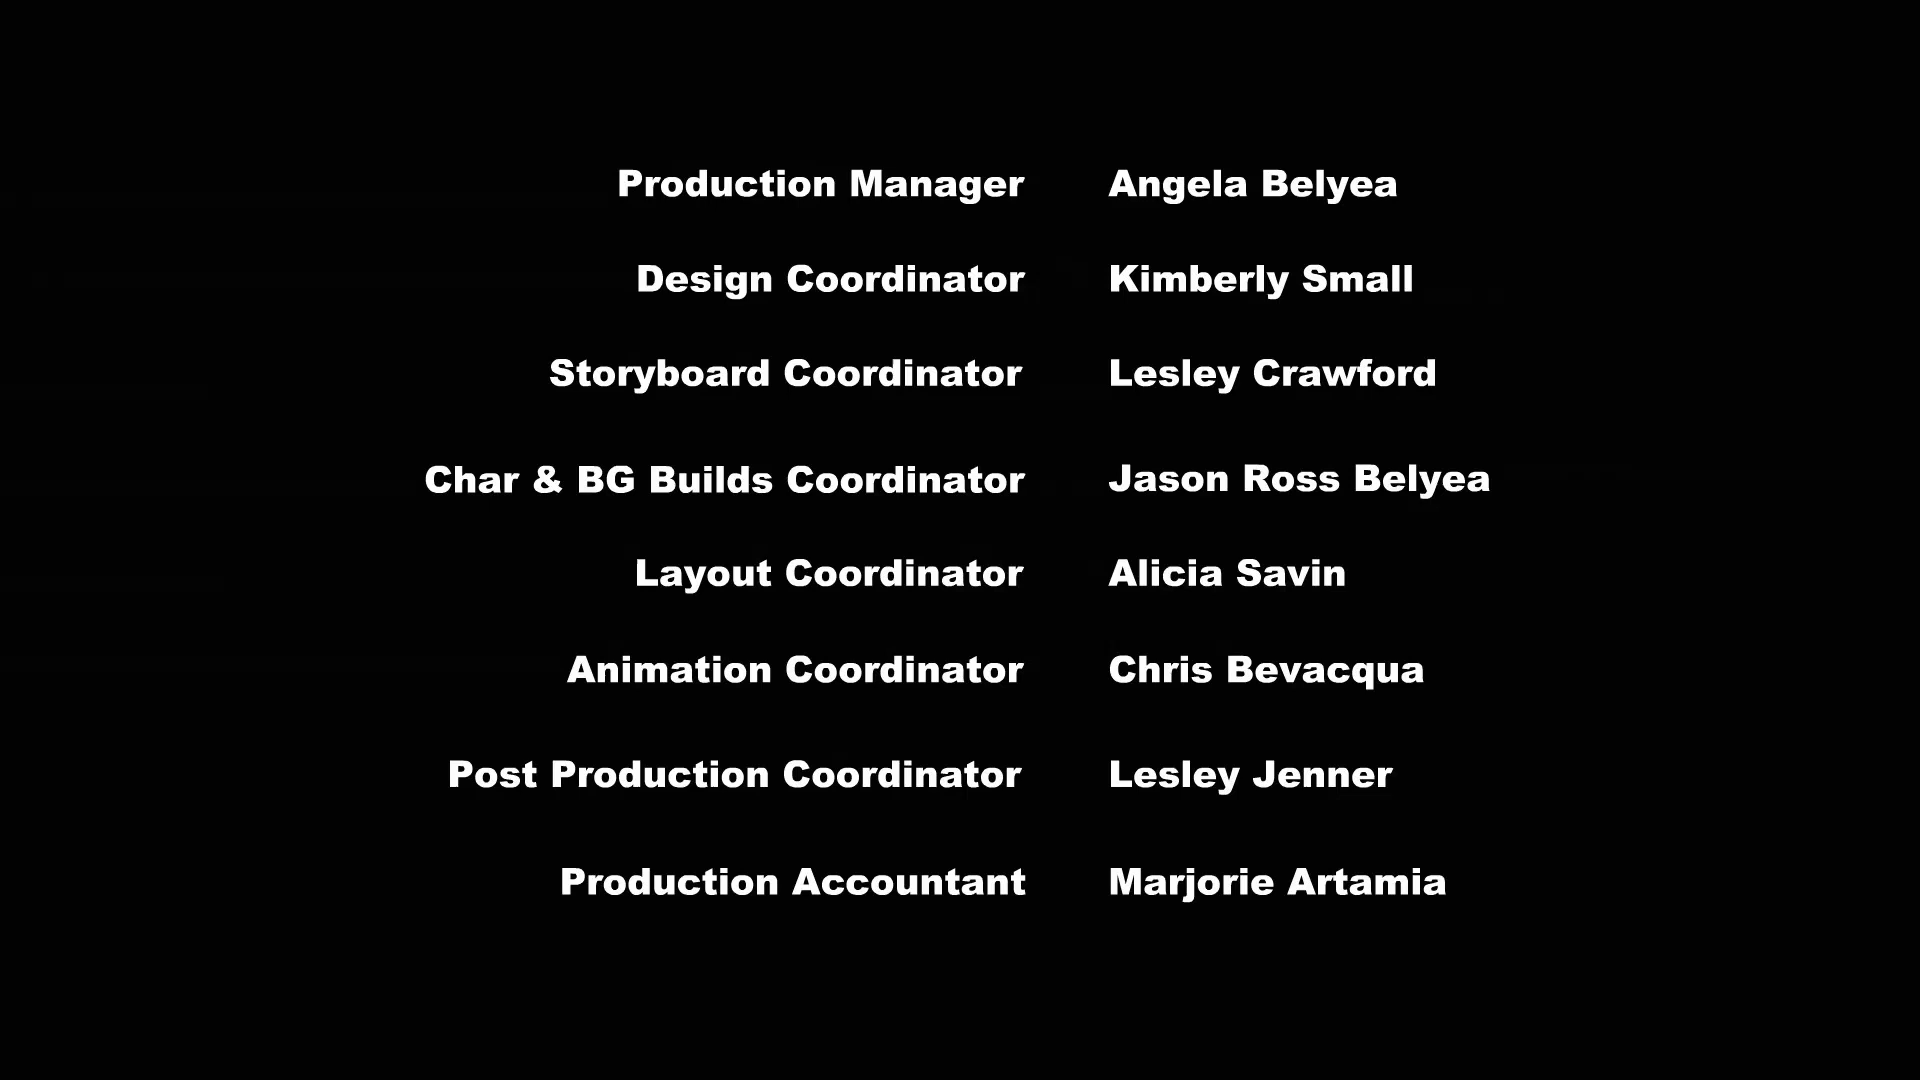 Production Manager Angela Belyea
Design Coordinator Kimberly Small
Storyboard Coordinator Lesley Crawford
Char & BG Builds Coordinator Jason Ross Belyea
Layout Coordinator Alicia Savin
Animation Coordinator Chris Bevacqua
Post Production Coordinator Lesley Jenner
Production Accountant Marjorie Artamia